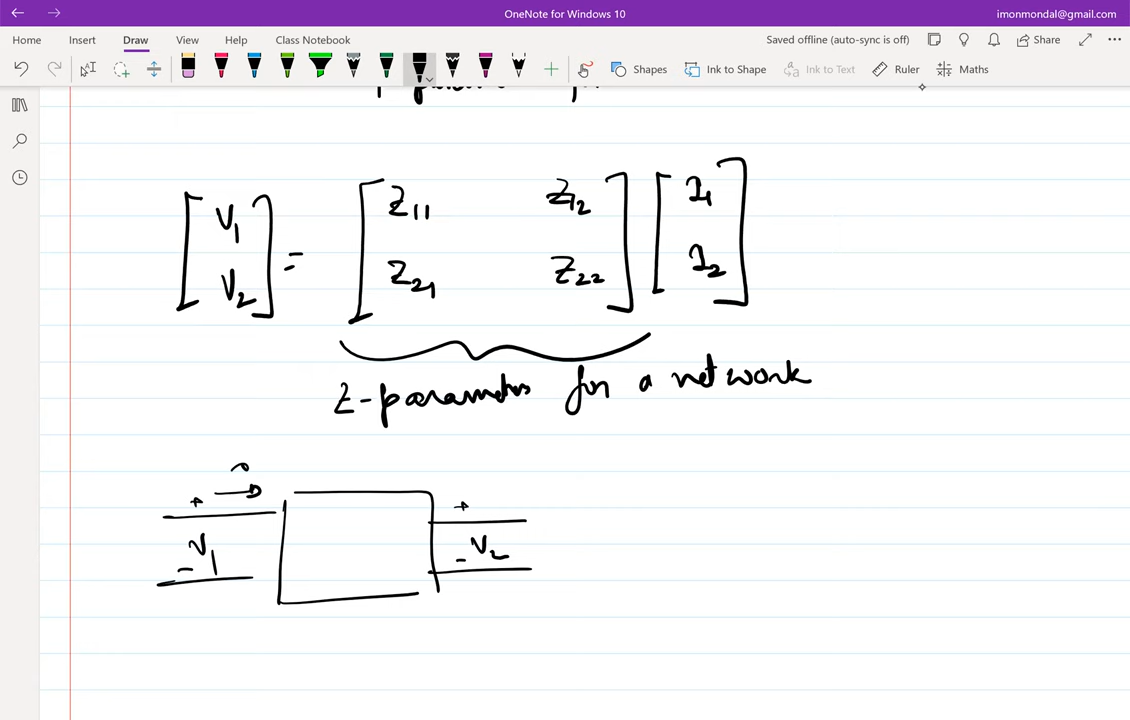 OneNote for Windows 10
imonmondal@gmail.com
Home Insert Draw View Help Class Notebook
Saved offline (auto-sync is off) Share
Shapes Ink to Shape Ink to Text Ruler Maths
[V1 V2] = [Z11 Z12 Z21 Z22] [I1 I2]
Z-parameters for a network
+ +
V1 V2
- -